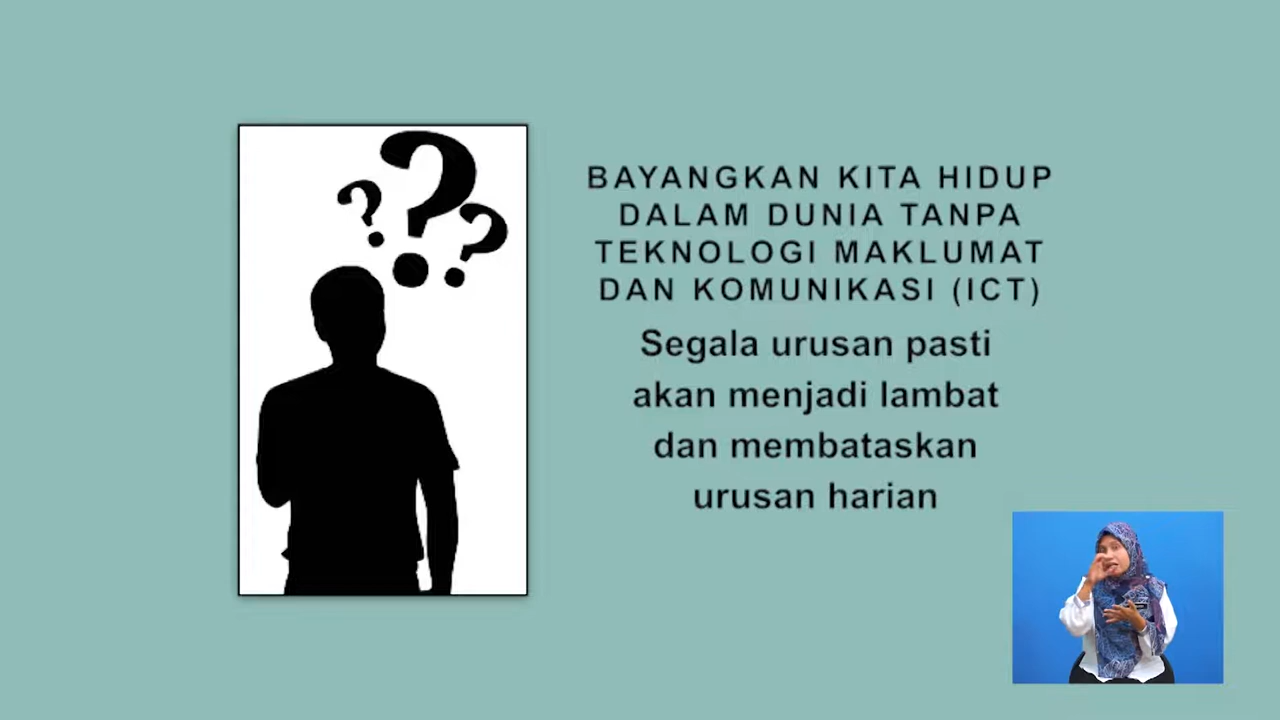 BAYANGKAN KITA HIDUP
DALAM DUNIA TANPA
TEKNOLOGI MAKLUMAT
DAN KOMUNIKASI (ICT)
Segala urusan pasti
akan menjadi lambat
dan membataskan
urusan harian